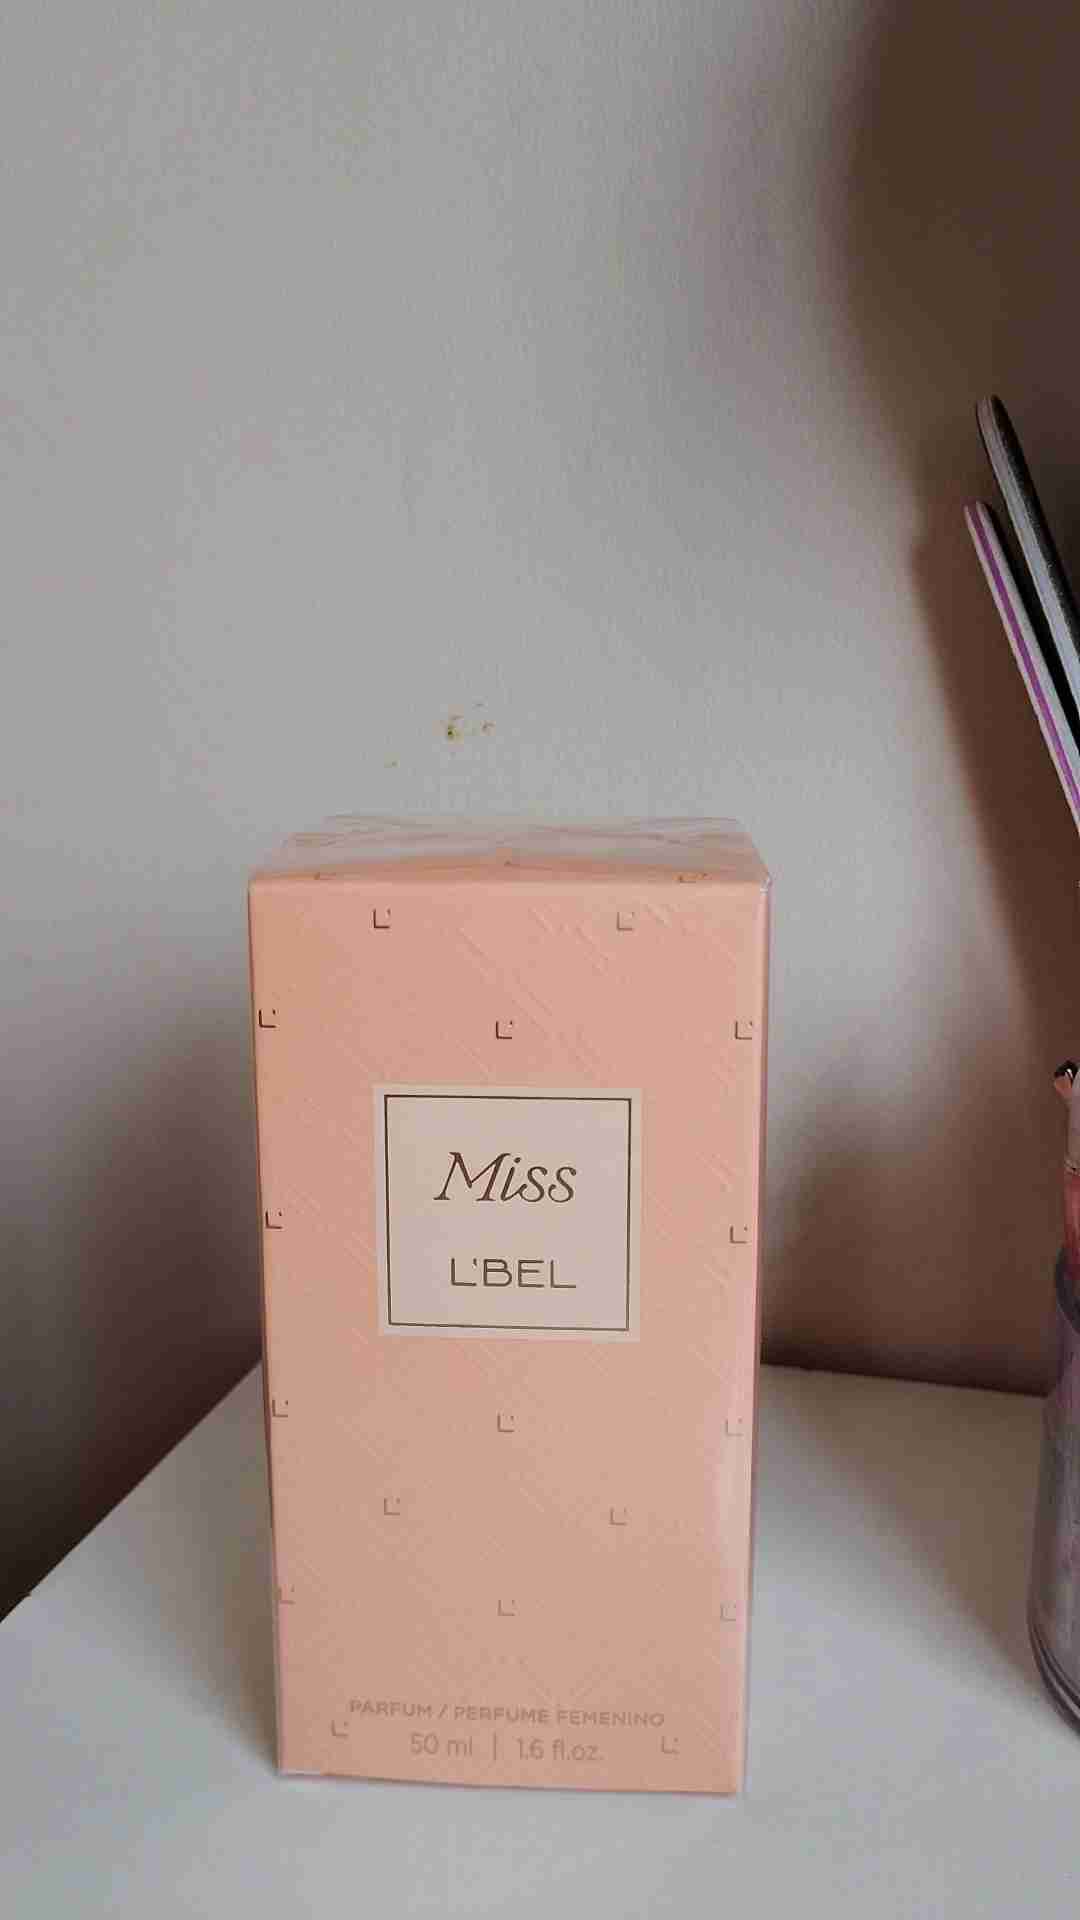 Miss
L'BEL
PARFUM / PERFUME FEMENINO
50 ml | 1.6 fl.oz.